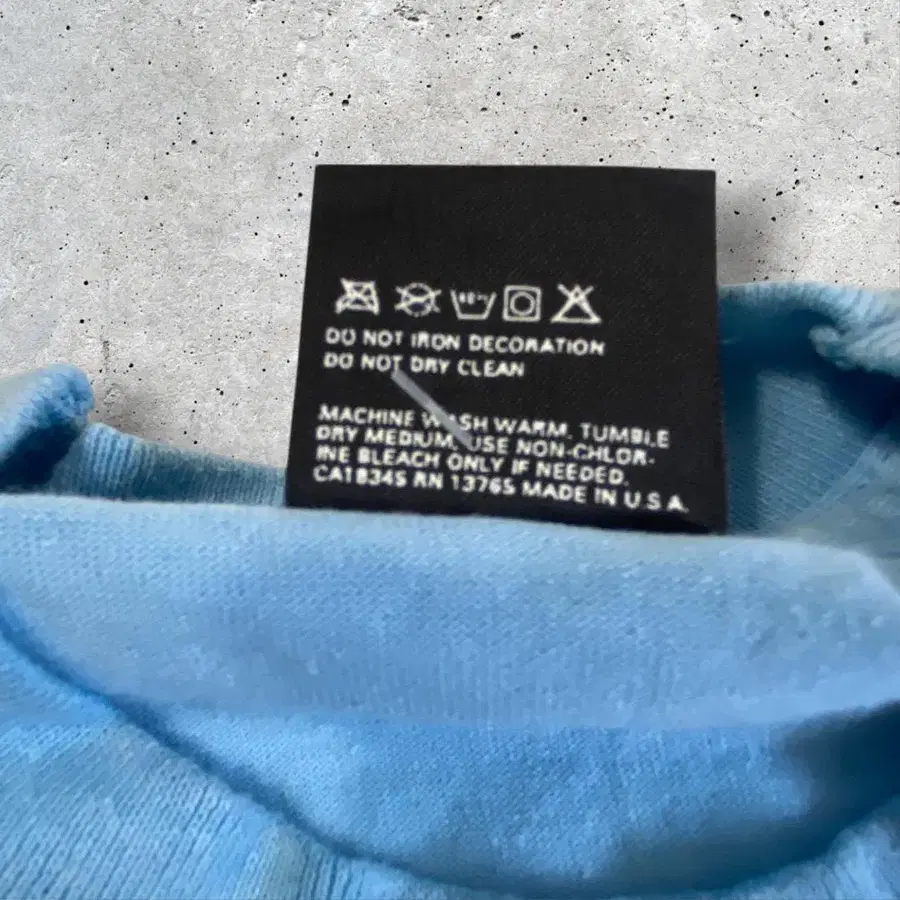 DO NOT IRON DECORATION
DO NOT DRY CLEAN
MACHINE WASH WARM. TUMBLE
DRY MEDIUM. USE NON-CHLOR-
INE BLEACH ONLY IF NEEDED.
CA18345 RN 13765 MADE IN U.S.A.